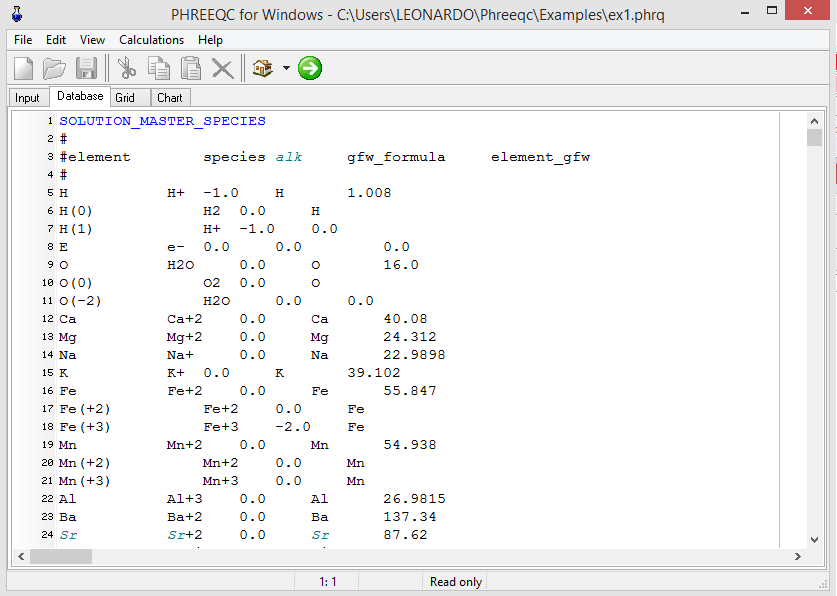 PHREEQC for Windows - C:\Users\LEONARDO\Phreeqc\Examples\ex1.phrq
File Edit View Calculations Help
Input Database Grid Chart
1 SOLUTION_MASTER_SPECIES
2 #
3 #element species alk gfw_formula element_gfw
4 #
5 H H+ -1.0 H 1.008
6 H(0) H2 0.0 H
7 H(1) H+ -1.0 0.0
8 E e- 0.0 0.0 0.0
9 O H2O 0.0 O 16.0
10 O(0) O2 0.0 O
11 O(-2) H2O 0.0 0.0
12 Ca Ca+2 0.0 Ca 40.08
13 Mg Mg+2 0.0 Mg 24.312
14 Na Na+ 0.0 Na 22.9898
15 K K+ 0.0 K 39.102
16 Fe Fe+2 0.0 Fe 55.847
17 Fe(+2) Fe+2 0.0 Fe
18 Fe(+3) Fe+3 -2.0 Fe
19 Mn Mn+2 0.0 Mn 54.938
20 Mn(+2) Mn+2 0.0 Mn
21 Mn(+3) Mn+3 0.0 Mn
22 Al Al+3 0.0 Al 26.9815
23 Ba Ba+2 0.0 Ba 137.34
24 Sr Sr+2 0.0 Sr 87.62
1: 1 Read only